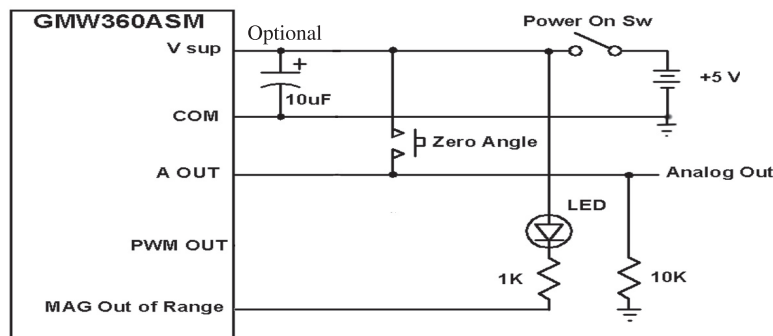 GMW360ASM
Power On Sw
V sup
Optional
+
10uF
+5 V
COM
Zero Angle
A OUT
Analog Out
LED
PWM OUT
1K
10K
MAG Out of Range